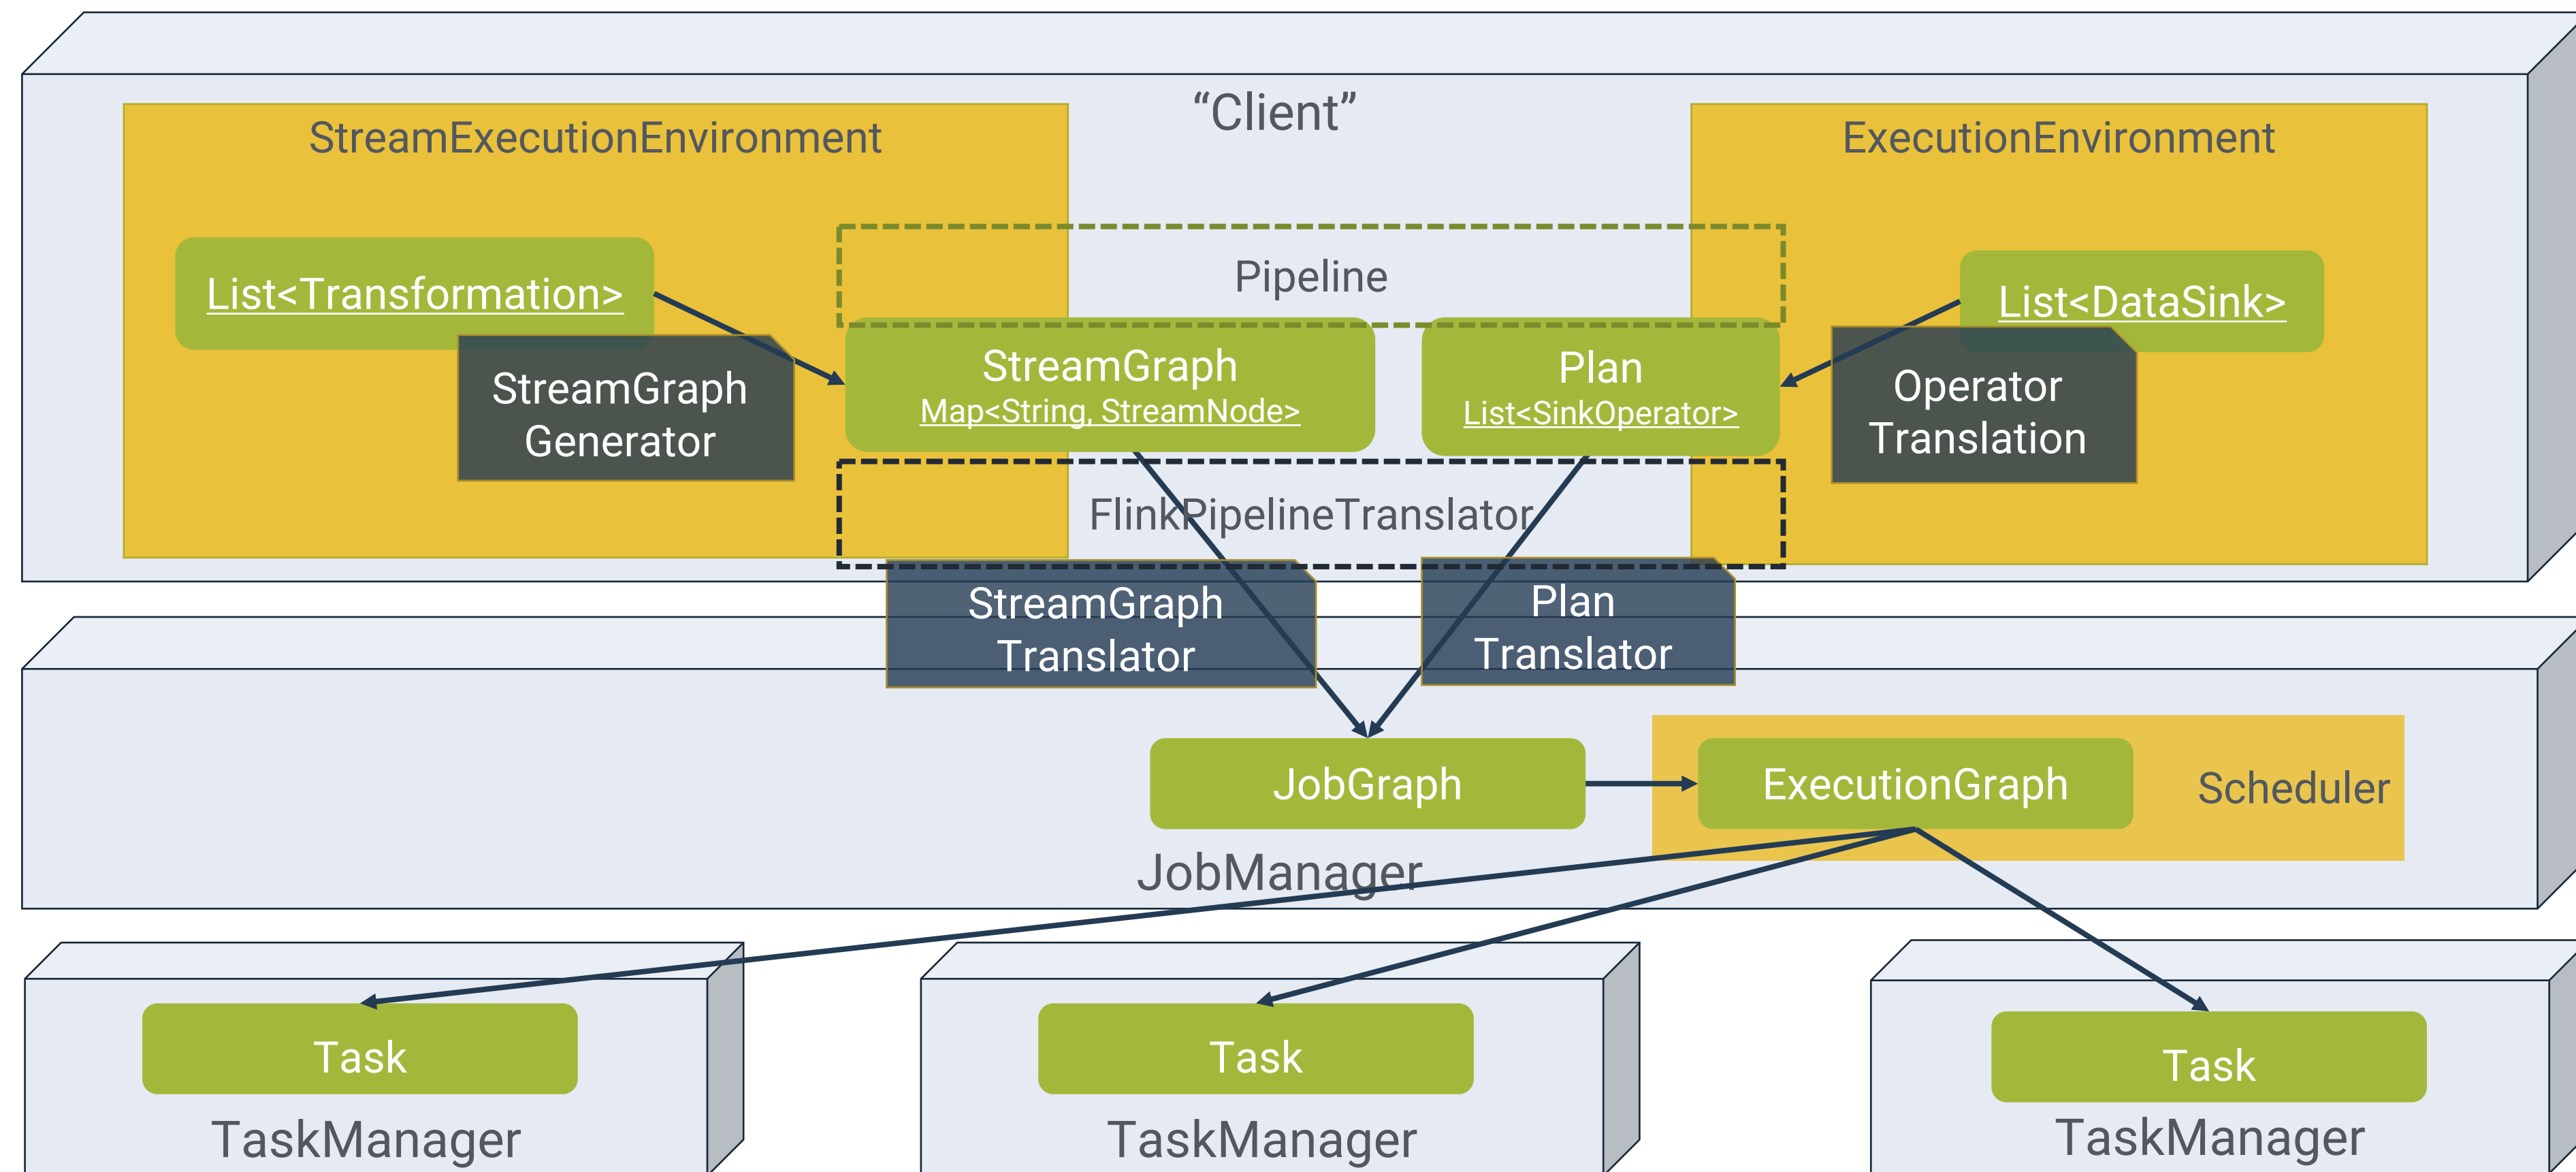 “Client”
StreamExecutionEnvironment
ExecutionEnvironment
Pipeline
List<Transformation>
List<DataSink>
StreamGraph
Generator
StreamGraph
Map<String, StreamNode>
Plan
List<SinkOperator>
Operator
Translation
FlinkPipelineTranslator
StreamGraph
Translator
Plan
Translator
JobGraph
ExecutionGraph
Scheduler
JobManager
Task
TaskManager
Task
TaskManager
Task
TaskManager